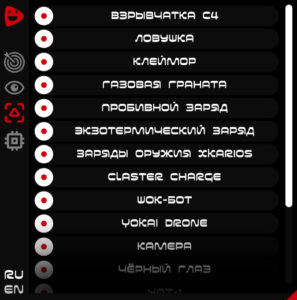 ВЗРЫВЧАТКА C4
ЛОВУШКА
КЛЕЙМОР
ГАЗОВАЯ ГРАНАТА
ПРОБИВНОЙ ЗАРЯД
ЭКЗОТЕРМИЧЕСКИЙ ЗАРЯД
ЗАРЯДЫ ОРУЖИЯ XKARIOS
CLASTER CHARGE
ШОК-БОТ
YOKAI DRONE
КАМЕРА
ЧЁРНЫЙ ГЛАЗ
RU
EN